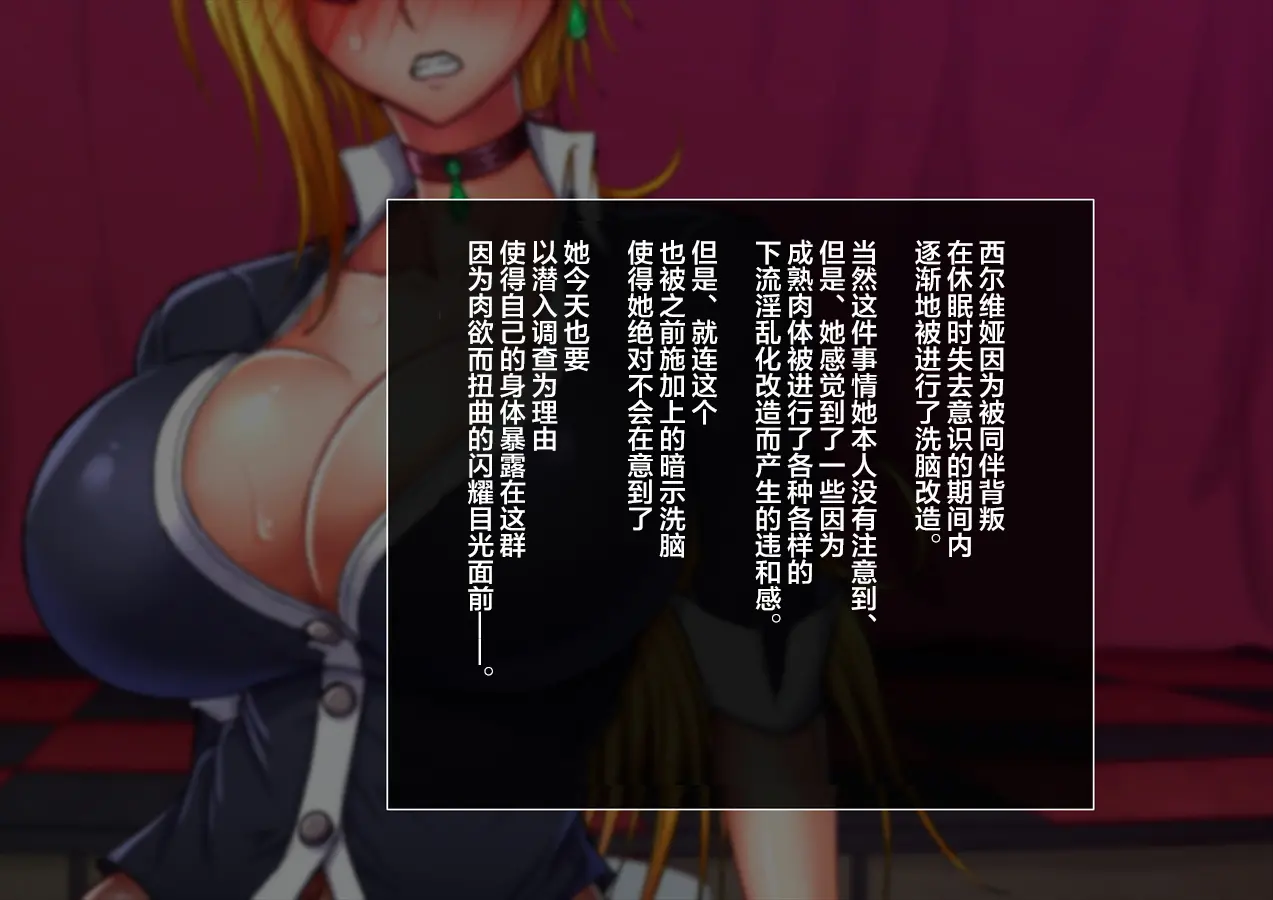 西尔维娅因为被同伴背叛
在休眠时失去意识的期间内
逐渐地被进行了洗脑改造。
当然这件事情她本人没有注意到、
但是、她感觉到了一些因为
成熟肉体被进行了各种各样的
下流淫乱化改造而产生的违和感。
但是、就连这个
也被之前施加上的暗示洗脑
使得她绝对不会在意到了
她今天也要
以潜入调查为理由
使得自己的身体暴露在这群
因为肉欲而扭曲的闪耀目光面前——。